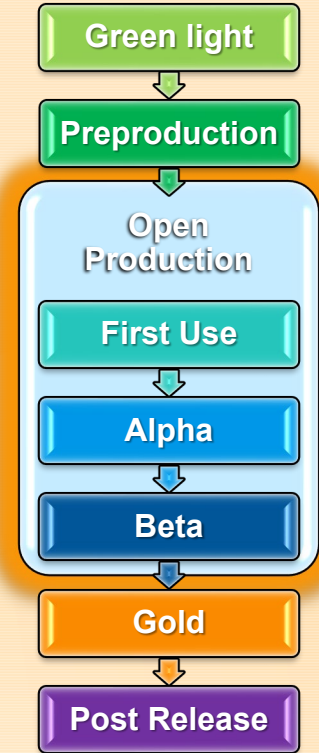 Green light
Preproduction
Open
Production
First Use
Alpha
Beta
Gold
Post Release